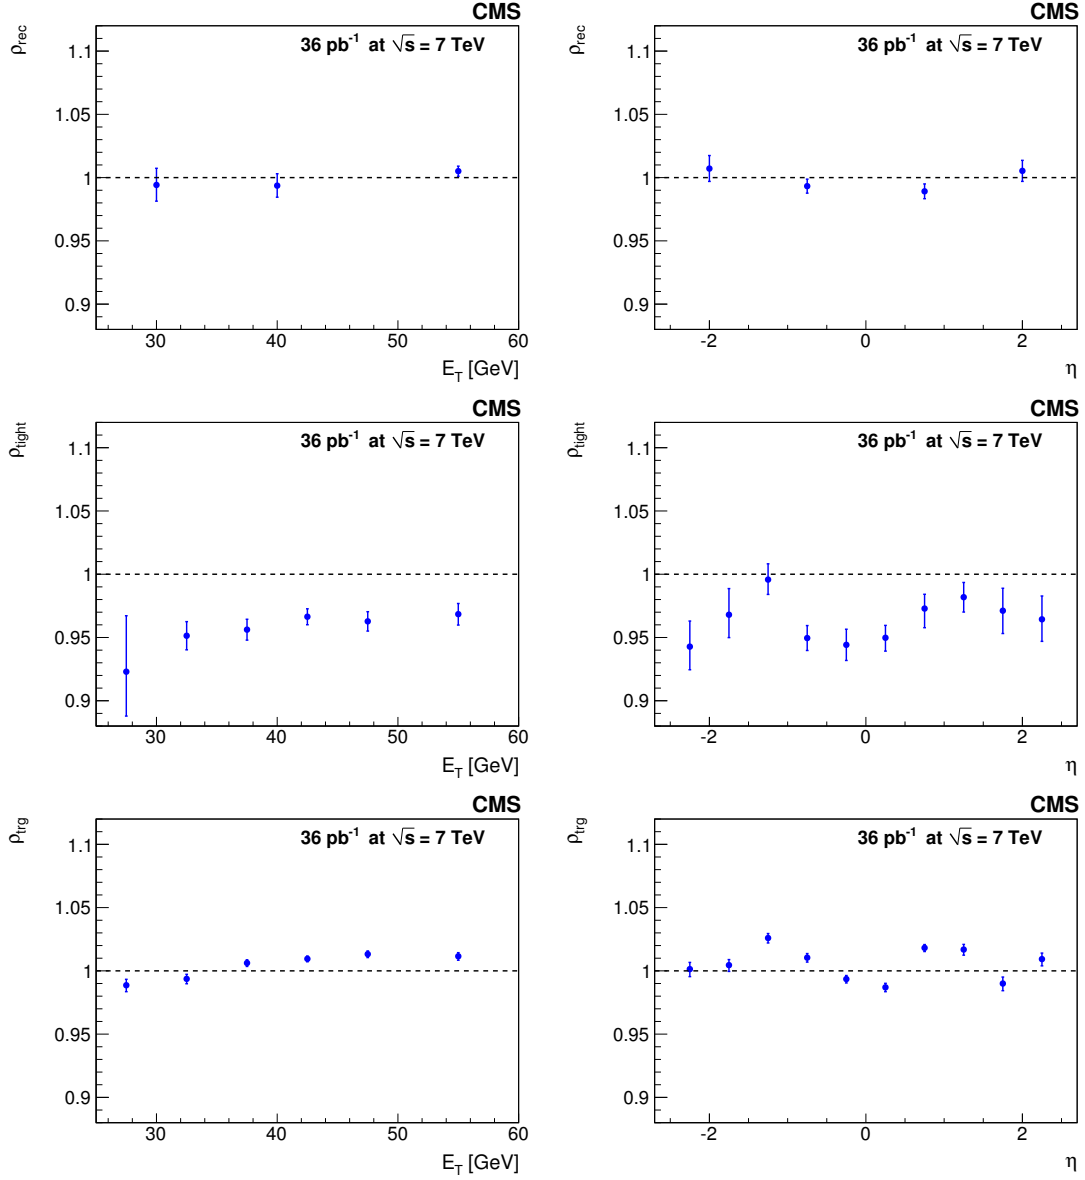 CMS
ρrec
36 pb-1 at √s = 7 TeV
1.1
1.05
1
0.95
0.9
30 40 50 60
ET [GeV]
CMS
ρrec
36 pb-1 at √s = 7 TeV
1.1
1.05
1
0.95
0.9
-2 0 2
η
CMS
ρtight
36 pb-1 at √s = 7 TeV
1.1
1.05
1
0.95
0.9
30 40 50 60
ET [GeV]
CMS
ρtight
36 pb-1 at √s = 7 TeV
1.1
1.05
1
0.95
0.9
-2 0 2
η
CMS
ρtrg
36 pb-1 at √s = 7 TeV
1.1
1.05
1
0.95
0.9
30 40 50 60
ET [GeV]
CMS
ρtrg
36 pb-1 at √s = 7 TeV
1.1
1.05
1
0.95
0.9
-2 0 2
η